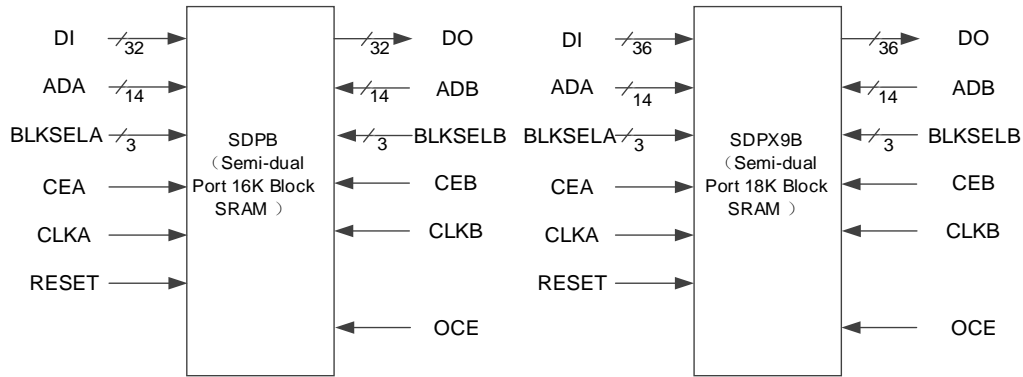 DI
32
ADA
14
BLKSELA
3
CEA
CLKA
RESET
SDPB
（Semi-dual
Port 16K Block
SRAM ）
32
DO
14
ADB
3
BLKSELB
CEB
CLKB
OCE
DI
36
ADA
14
BLKSELA
3
CEA
CLKA
RESET
SDPX9B
（Semi-dual
Port 18K Block
SRAM ）
36
DO
14
ADB
3
BLKSELB
CEB
CLKB
OCE